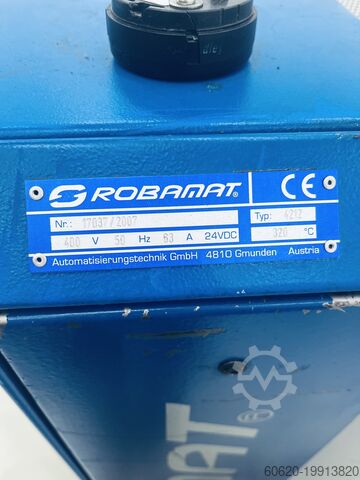 ROBAMAT®
CE
Nr.: 17037/2007
Typ: 4212
400 V 50 Hz 63 A 24VDC
320 °C
Automatisierungstechnik GmbH 4810 Gmunden Austria
MAT
60620-19913820